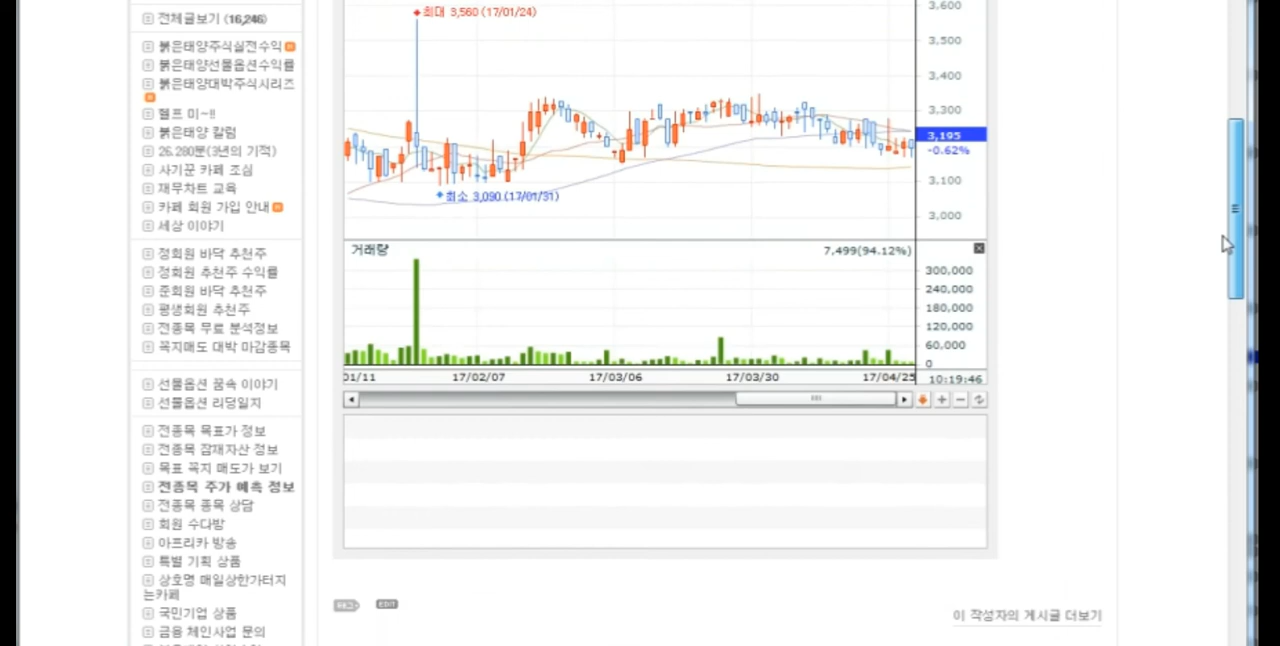 전체글보기 (16,246)
붉은태양주식실전수익
붉은태양선물옵션수익률
붉은태양대박주식시리즈
헬프 미~!!
붉은태양 칼럼
26.280분(3년의 기적)
사기꾼 카페 조심
재무차트 교육
카페 회원 가입 안내
세상 이야기
정회원 바닥 추천주
정회원 추천주 수익률
준회원 바닥 추천주
평생회원 추천주
전종목 무료 분석정보
꼭지매도 대박 마감종목
선물옵션 꿈속 이야기
선물옵션 리딩일지
전종목 목표가 정보
전종목 잠재자산 정보
목표 꼭지 매도가 보기
전종목 주가 예측 정보
전종목 종목 상담
회원 수다방
아프리카 방송
특별 기획 상품
상호명 매일상한가터지
는카페
국민기업 상품
금융 체인사업 문의
최대 3,560 (17/01/24)
최소 3,090 (17/01/31)
3,600
3,500
3,400
3,300
3,195
-0.62%
3,100
3,000
거래량
7,499(94.12%)
300,000
240,000
180,000
120,000
60,000
0
01/11
17/02/07
17/03/06
17/03/30
17/04/25
10:19:46
태그
EDIT
이 작성자의 게시글 더보기